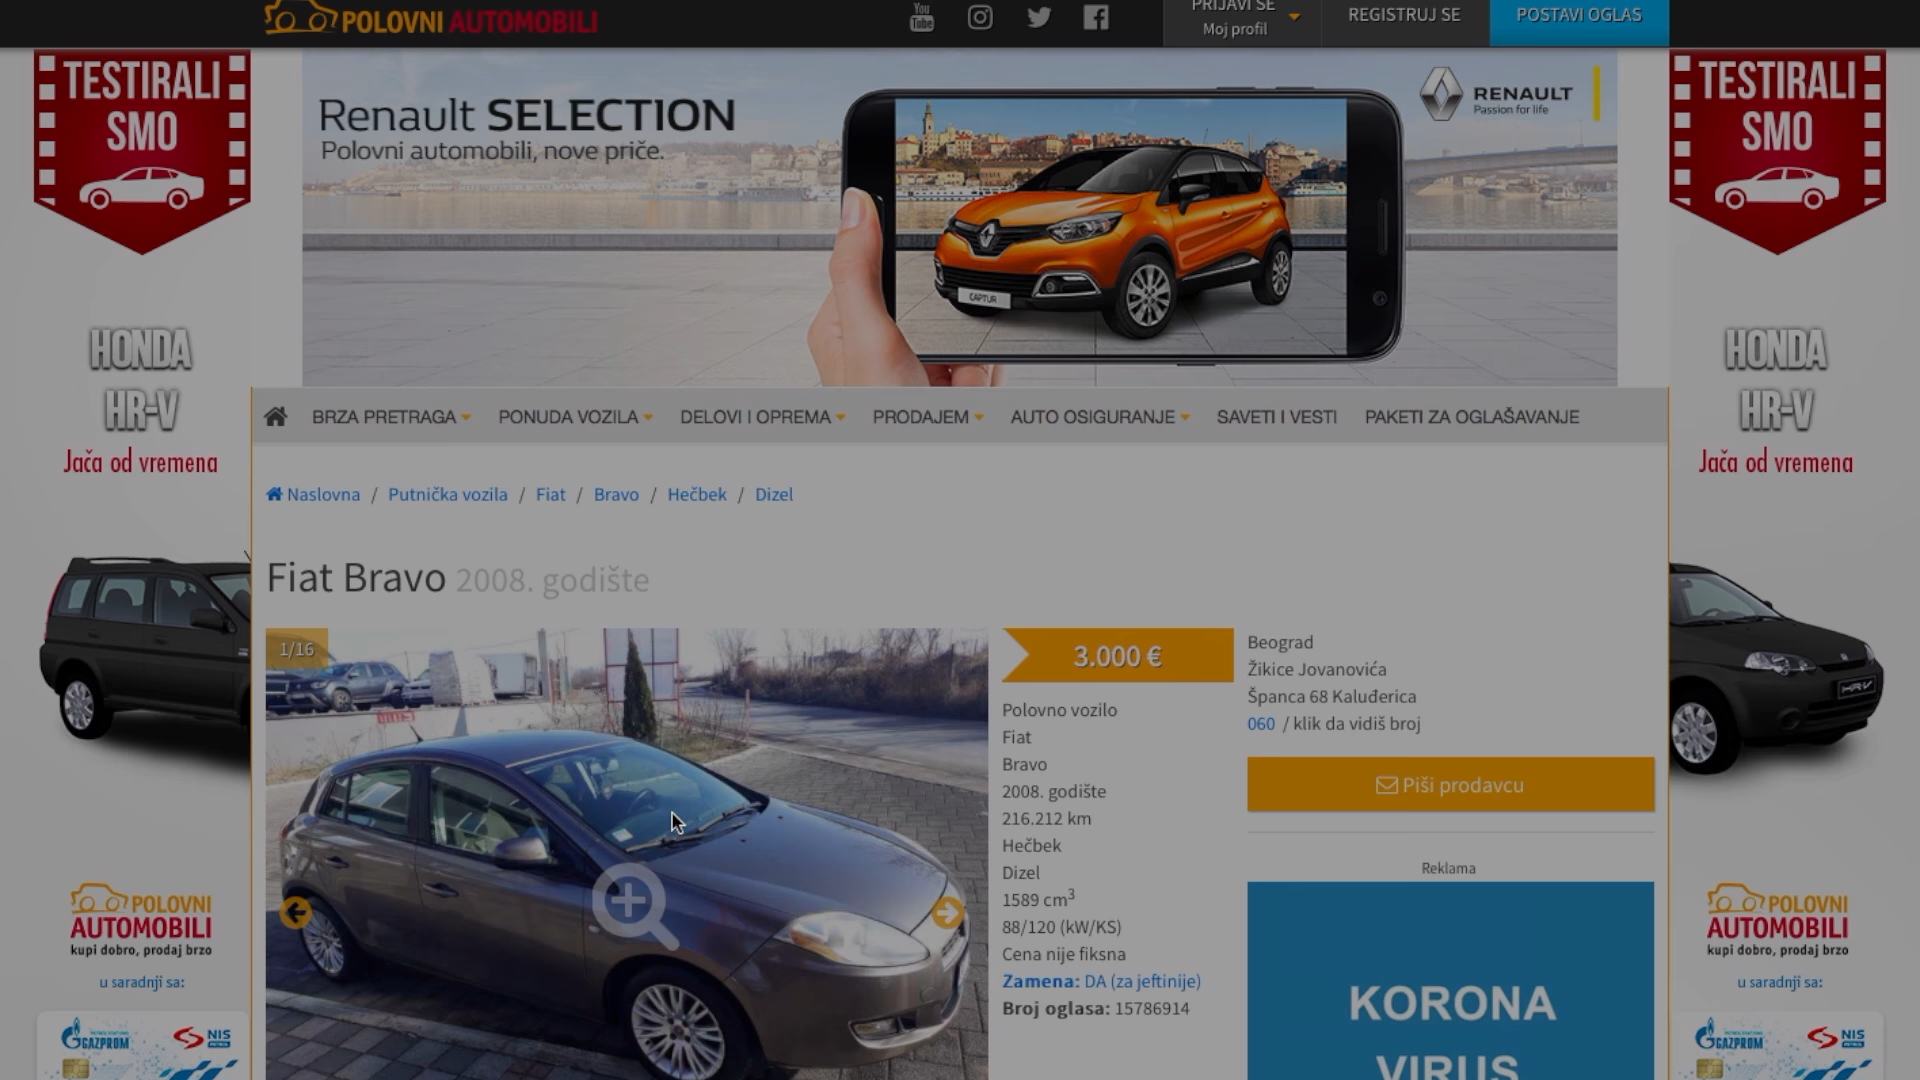 POLOVNI AUTOMOBILI
You
Tube
PRIJAVI SE
Moj profil
REGISTRUJ SE
POSTAVI OGLAS
TESTIRALI
SMO
HONDA
HR-V
Jača od vremena
POLOVNI
AUTOMOBILI
kupi dobro, prodaj brzo
u saradnji sa:
GAZPROM
NIS
Renault SELECTION
Polovni automobili, nove priče.
CAPTUR
RENAULT
Passion for life
TESTIRALI
SMO
HONDA
HR-V
Jača od vremena
HR-V
POLOVNI
AUTOMOBILI
kupi dobro, prodaj brzo
u saradnji sa:
GAZPROM
NIS
BRZA PRETRAGA
PONUDA VOZILA
DELOVI I OPREMA
PRODAJEM
AUTO OSIGURANJE
SAVETI I VESTI
PAKETI ZA OGLAŠAVANJE
Naslovna / Putnička vozila / Fiat / Bravo / Hečbek / Dizel
Fiat Bravo 2008. godište
1/16
3.000 €
Polovno vozilo
Fiat
Bravo
2008. godište
216.212 km
Hečbek
Dizel
1589 cm³
88/120 (kW/KS)
Cena nije fiksna
Zamena: DA (za jeftinije)
Broj oglasa: 15786914
Beograd
Žikice Jovanovića
Španca 68 Kaluđerica
060 / klik da vidiš broj
Piši prodavcu
Reklama
KORONA
VIRUS